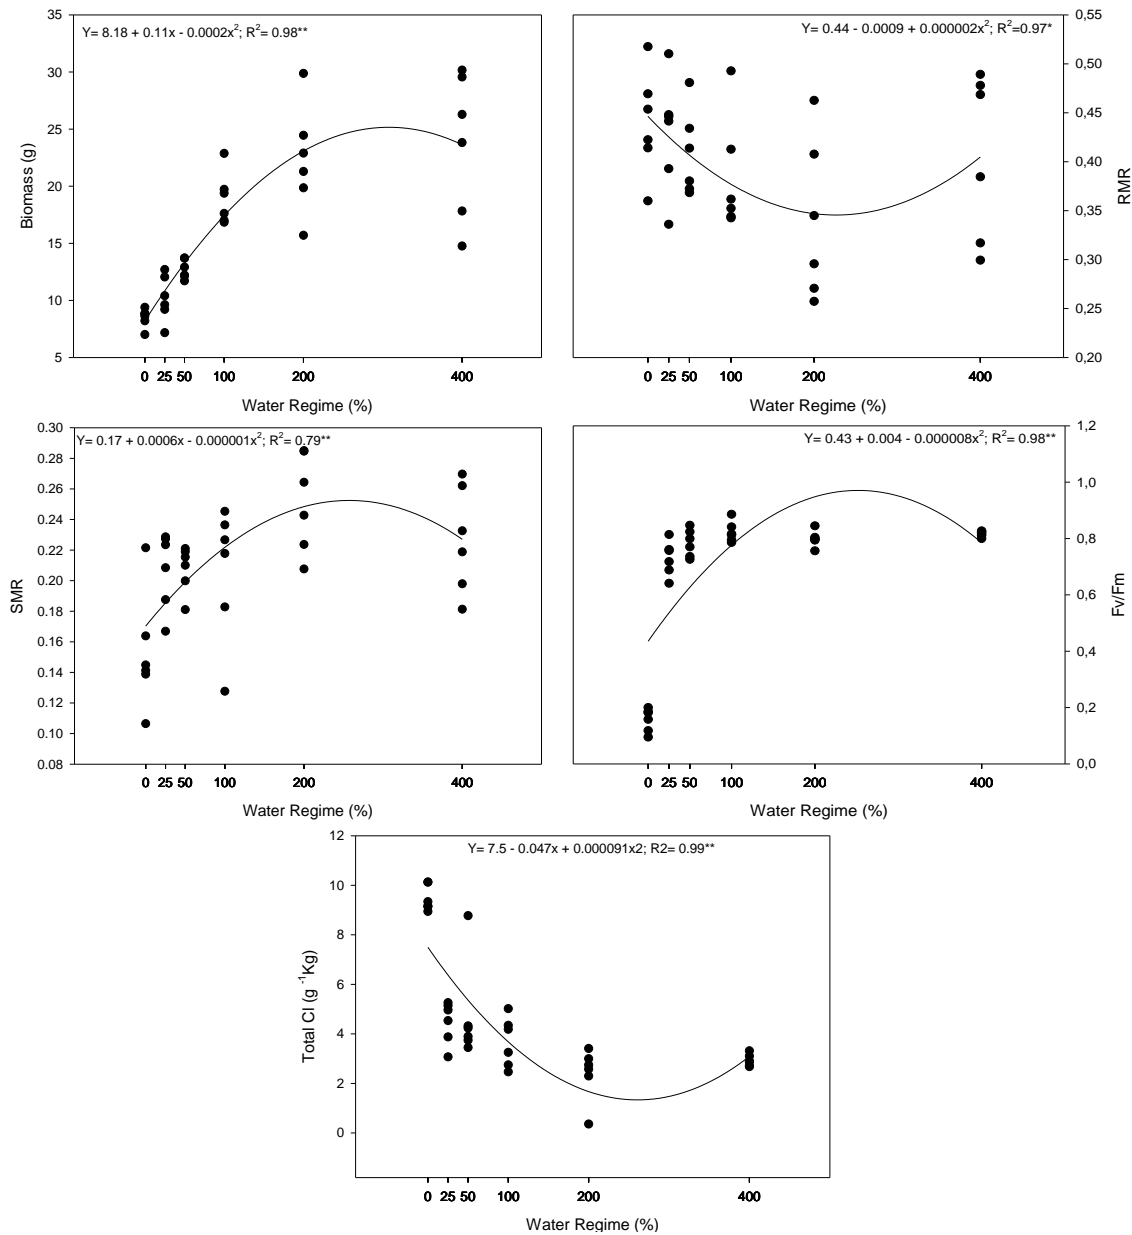 Y= 8.18 + 0.11x - 0.0002x²; R²= 0.98**
35
30
25
20
15
10
5
Biomass (g)
0 25 50 100 200 400
Water Regime (%)
Y= 0.44 - 0.0009 + 0.000002x²; R²=0.97*
0,55
0,50
0,45
0,40
0,35
0,30
0,25
0,20
RMR
0 25 50 100 200 400
Water Regime (%)
Y= 0.17 + 0.0006x - 0.000001x²; R²= 0.79**
0.30
0.28
0.26
0.24
0.22
0.20
0.18
0.16
0.14
0.12
0.10
0.08
SMR
0 25 50 100 200 400
Water Regime (%)
Y= 0.43 + 0.004 - 0.000008x²; R²= 0.98**
1,2
1,0
0,8
0,6
0,4
0,2
0,0
Fv/Fm
0 25 50 100 200 400
Water Regime (%)
Y= 7.5 - 0.047x + 0.000091x2; R2= 0.99**
12
10
8
6
4
2
0
Total Cl (g ⁻¹Kg)
0 25 50 100 200 400
Water Regime (%)